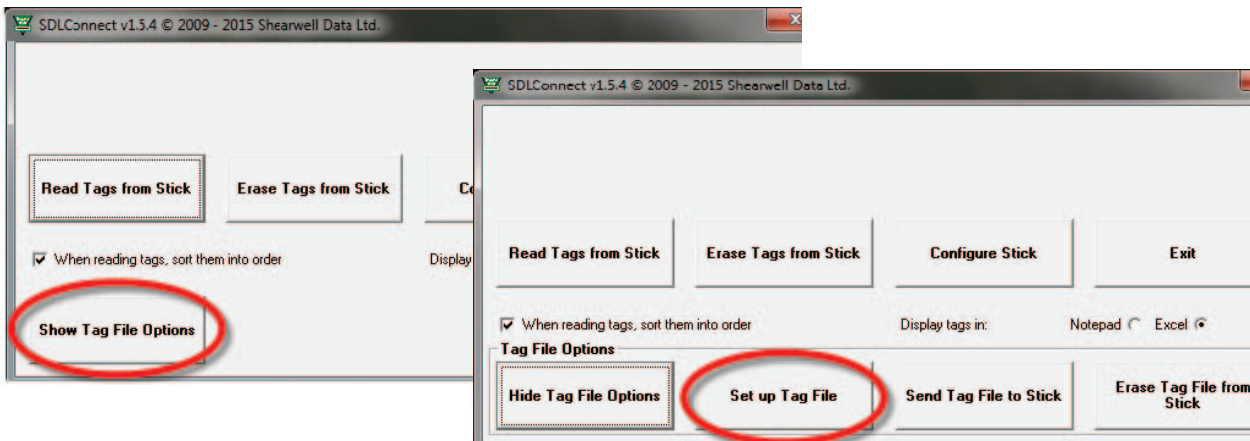 SDLConnect v1.5.4 © 2009 - 2015 Shearwell Data Ltd.
Read Tags from Stick
Erase Tags from Stick
When reading tags, sort them into order
Display
Show Tag File Options
SDLConnect v1.5.4 © 2009 - 2015 Shearwell Data Ltd.
Read Tags from Stick
Erase Tags from Stick
Configure Stick
Exit
When reading tags, sort them into order
Display tags in:
Notepad
Excel
Tag File Options
Hide Tag File Options
Set up Tag File
Send Tag File to Stick
Erase Tag File from
Stick